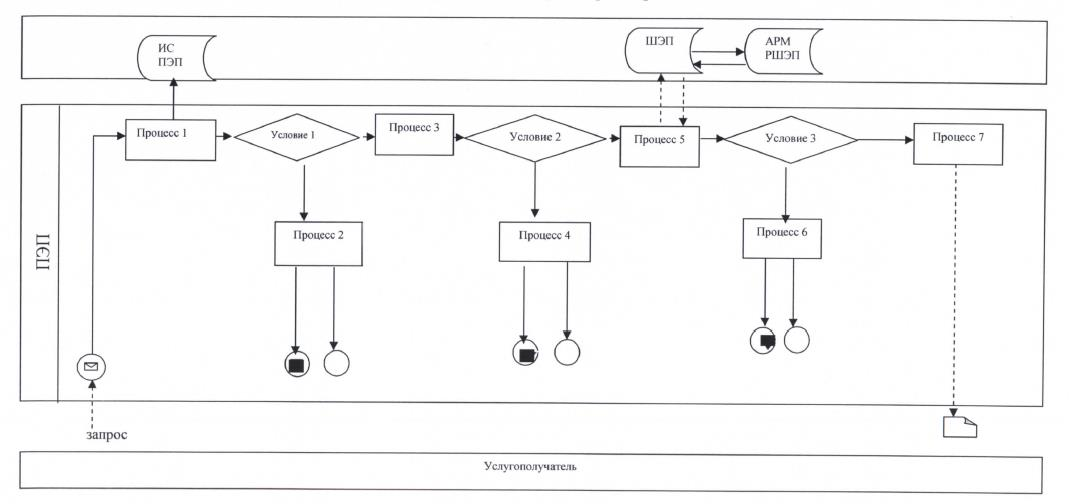 ИС
ПЭП
ШЭП
АРМ
РШЭП
Процесс 1
Условие 1
Процесс 3
Условие 2
Процесс 5
Условие 3
Процесс 7
Процесс 2
Процесс 4
Процесс 6
ПЭП
запрос
Услугополучатель